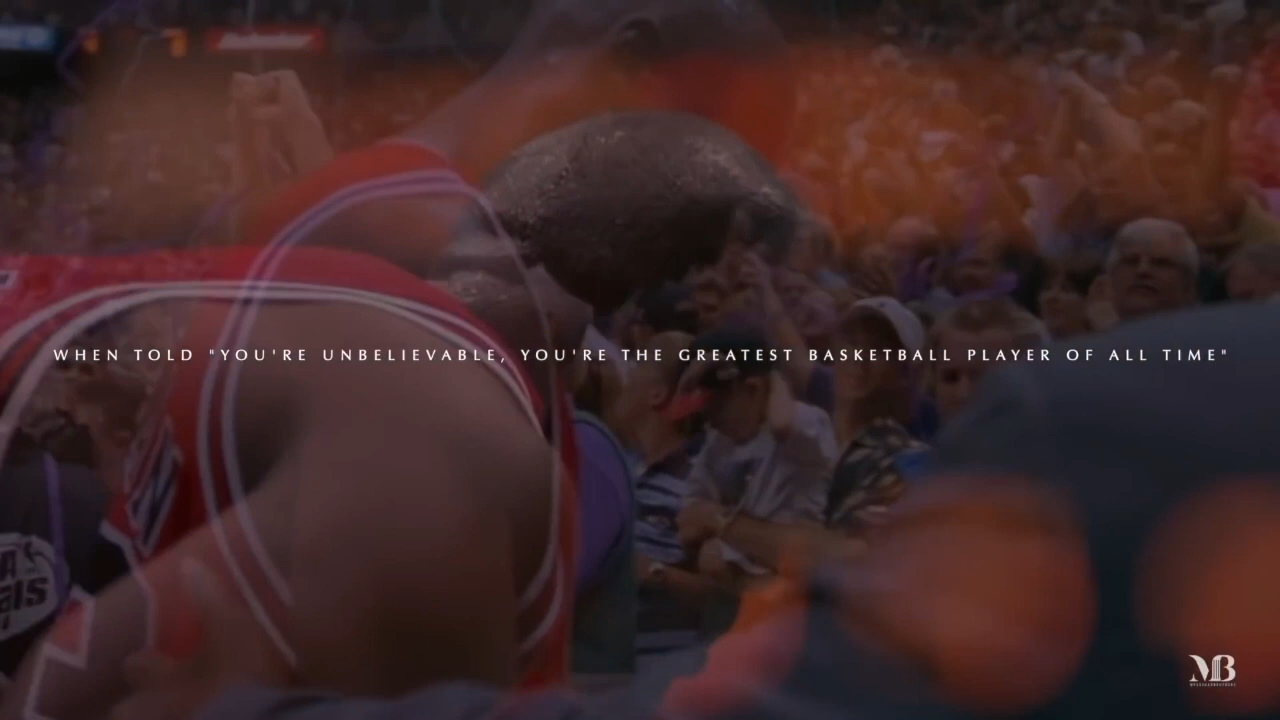 WHEN TOLD "YOU'RE UNBELIEVABLE, YOU'RE THE GREATEST BASKETBALL PLAYER OF ALL TIME"
MB